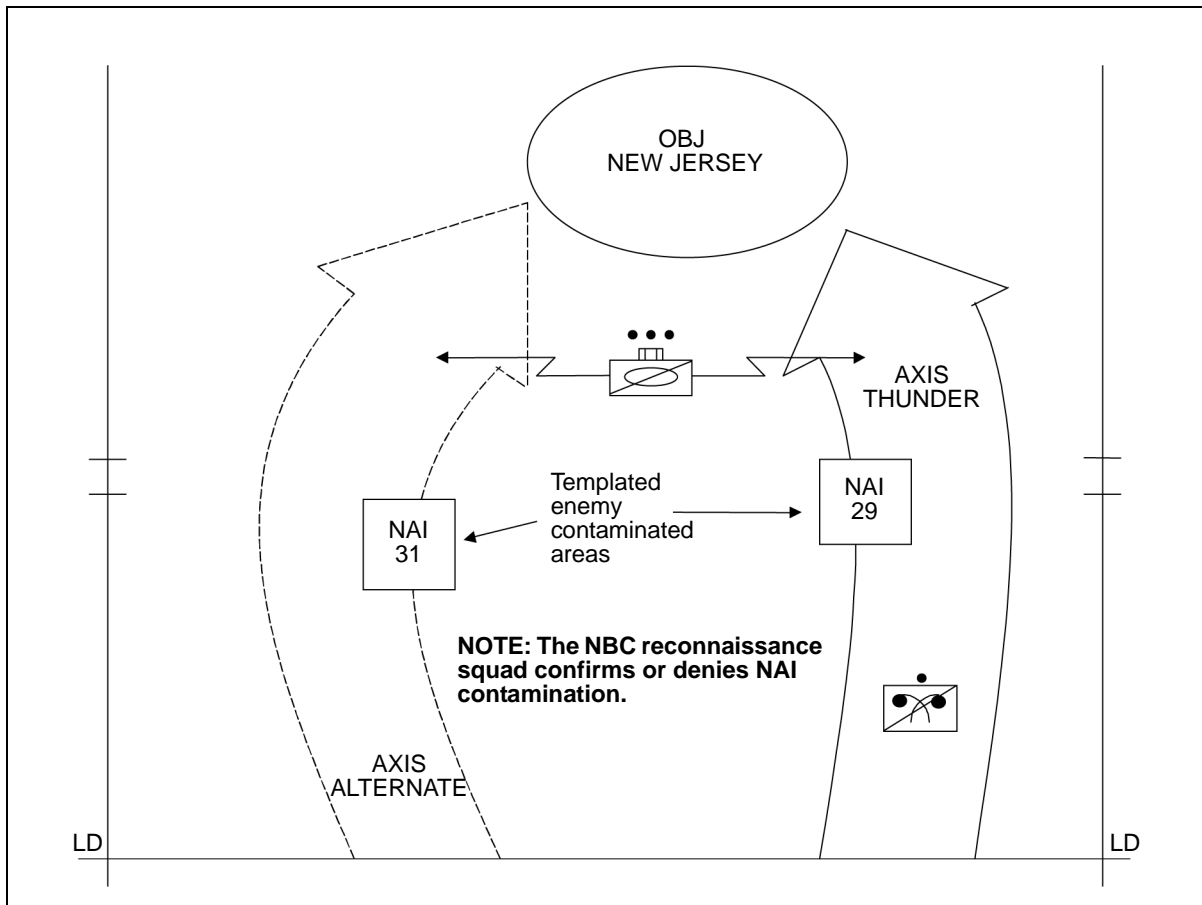 OBJ
NEW JERSEY
AXIS
THUNDER
Templated
enemy
contaminated
areas
NAI
29
NAI
31
NOTE: The NBC reconnaissance
squad confirms or denies NAI
contamination.
AXIS
ALTERNATE
LD
LD